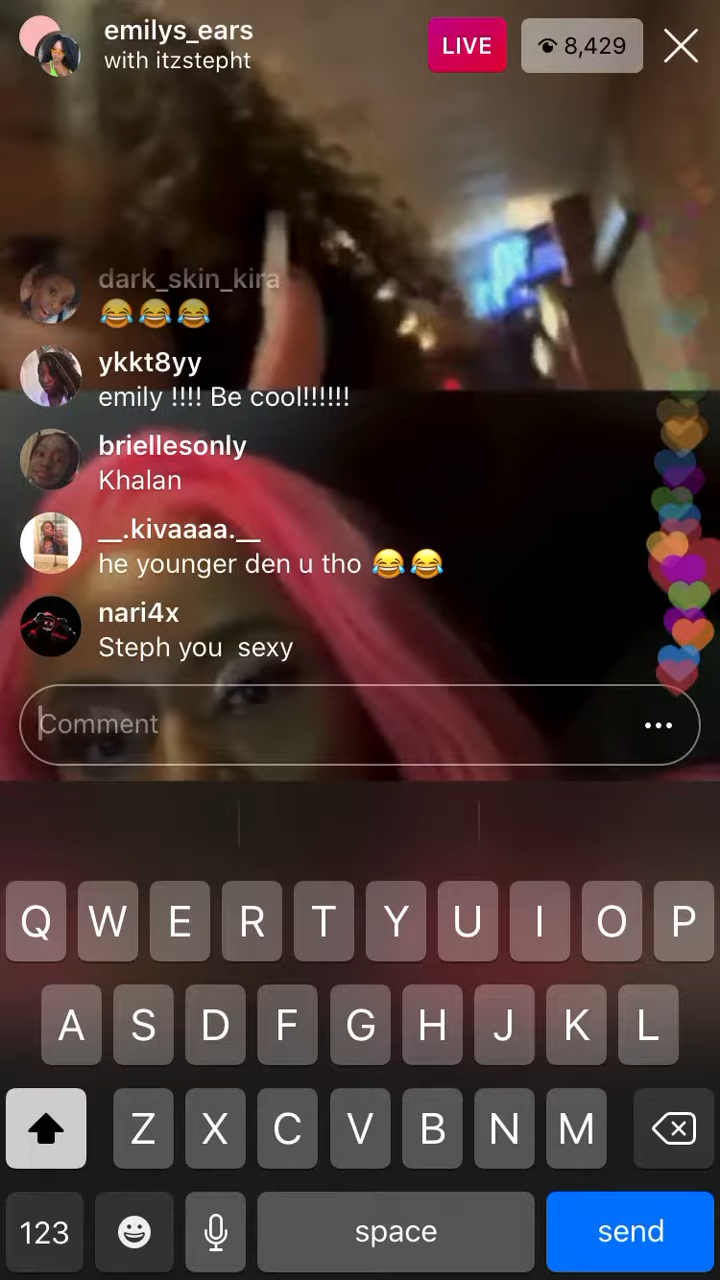 emilys_ears
with itzstepht
LIVE
8,429
dark_skin_kira
😂😂😂
ykkt8yy
emily !!!! Be cool!!!!!!
briellesonly
Khalan
__.kivaaaa.__
he younger den u tho 😂😂
nari4x
Steph you  sexy
Comment
Q W E R T Y U I O P
A S D F G H J K L
Z X C V B N M
123 space send